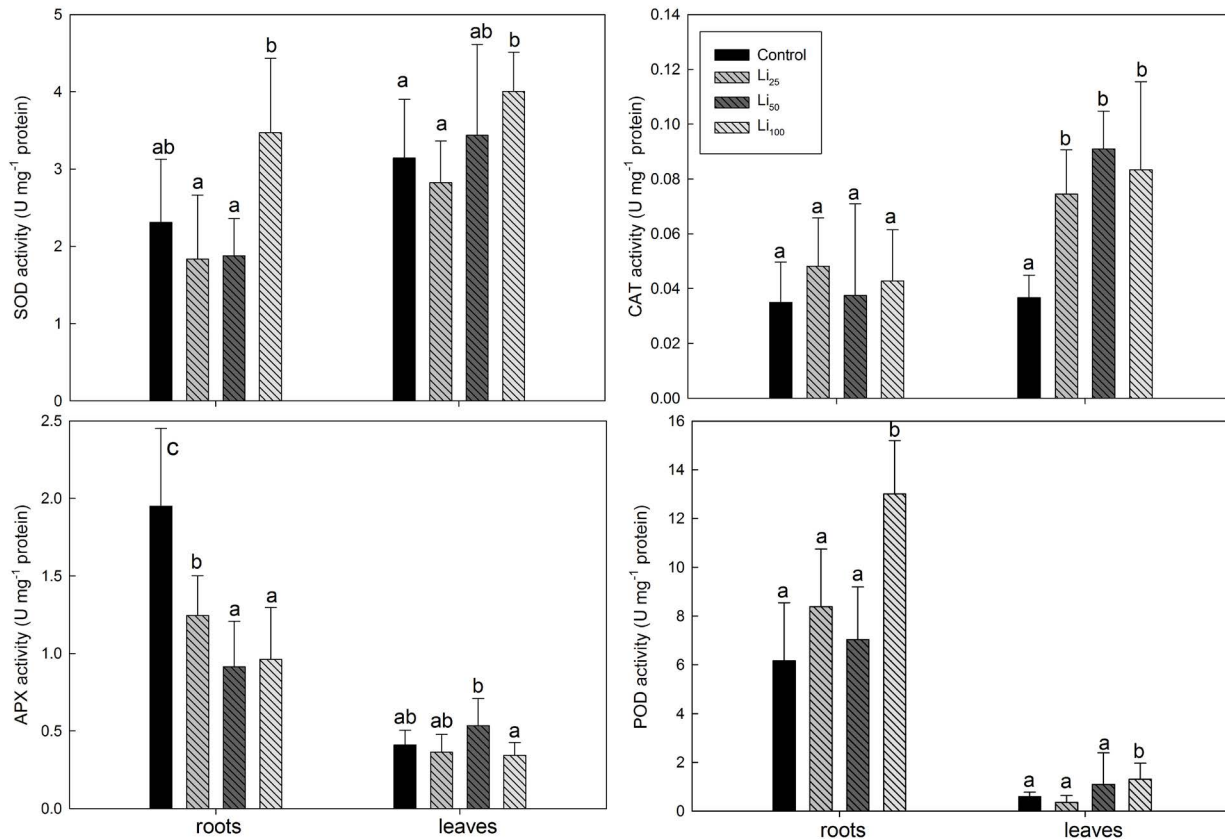 SOD activity (U mg⁻¹ protein)
5
4
3
2
1
0
ab
a
a
b
a
a
ab
b
CAT activity (U mg⁻¹ protein)
0.14
0.12
0.10
0.08
0.06
0.04
0.02
0.00
Control
Li₂₅
Li₅₀
Li₁₀₀
a
a
a
a
a
b
b
b
APX activity (U mg⁻¹ protein)
2.5
2.0
1.5
1.0
0.5
0.0
c
b
a
a
ab
ab
b
a
roots
leaves
POD activity (U mg⁻¹ protein)
16
14
12
10
8
6
4
2
0
a
a
a
b
a
a
a
b
roots
leaves